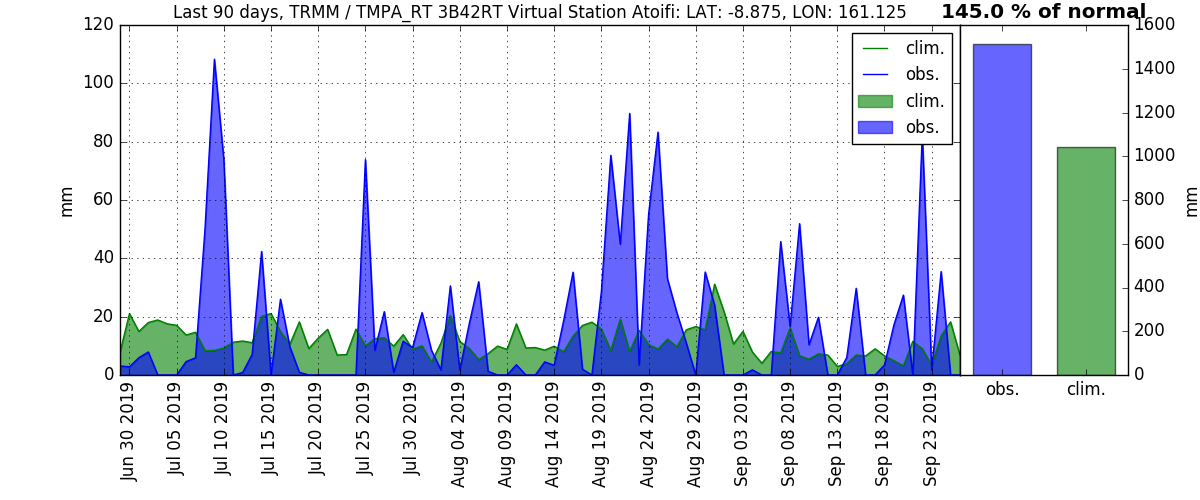 Last 90 days, TRMM / TMPA_RT 3B42RT Virtual Station Atoifi: LAT: -8.875, LON: 161.125
145.0 % of normal
120
100
80
60
40
20
0
mm
clim.
obs.
clim.
obs.
1600
1400
1200
1000
800
600
400
200
0
mm
Jun 30 2019
Jul 05 2019
Jul 10 2019
Jul 15 2019
Jul 20 2019
Jul 25 2019
Jul 30 2019
Aug 04 2019
Aug 09 2019
Aug 14 2019
Aug 19 2019
Aug 24 2019
Aug 29 2019
Sep 03 2019
Sep 08 2019
Sep 13 2019
Sep 18 2019
Sep 23 2019
obs.
clim.